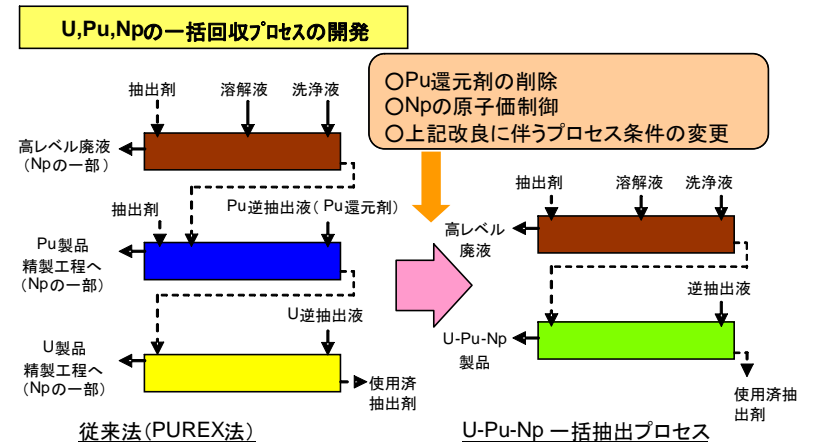 U,Pu,Npの一括回収プロセスの開発
○Pu還元剤の削除
○Npの原子価制御
○上記改良に伴うプロセス条件の変更
抽出剤
溶解液
洗浄液
高レベル廃液
(Npの一部)
抽出剤
Pu逆抽出液(Pu還元剤)
Pu製品
精製工程へ
(Npの一部)
U逆抽出液
U製品
精製工程へ
(Npの一部)
使用済
抽出剤
従来法(PUREX法)
抽出剤
溶解液
洗浄液
高レベル
廃液
逆抽出液
U-Pu-Np
製品
使用済抽
出剤
U-Pu-Np 一括抽出プロセス